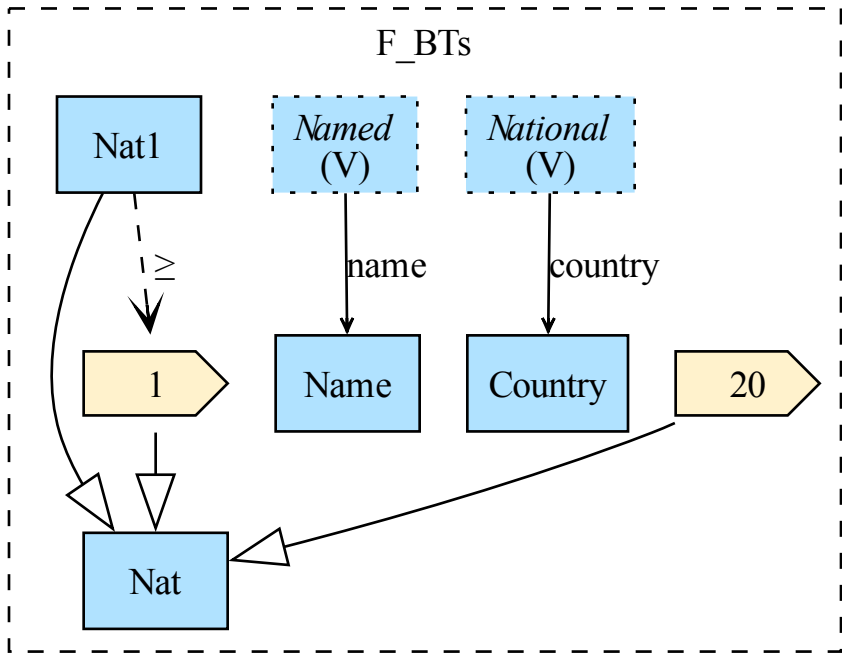 F_BTs
Nat1
Named
(V)
National
(V)
≥
name
country
1
Name
Country
20
Nat